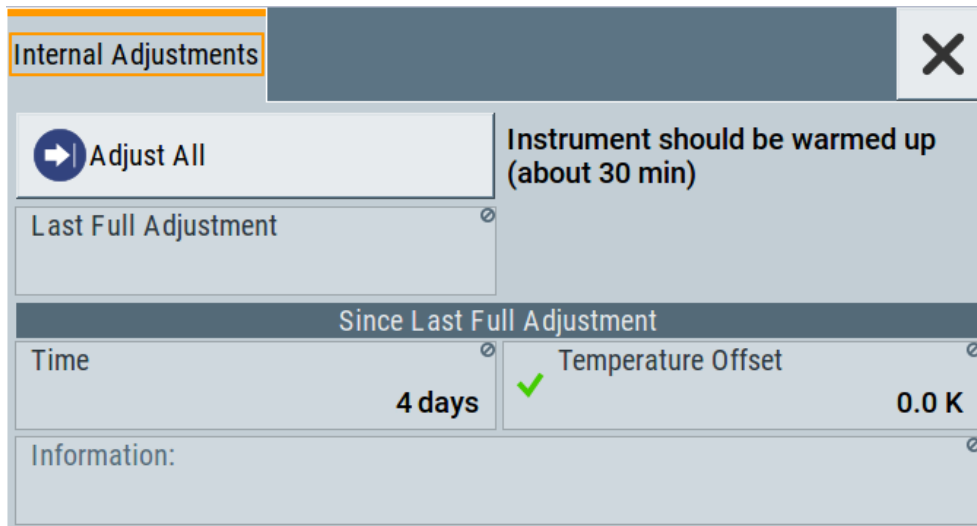 Internal Adjustments
Adjust All
Instrument should be warmed up
(about 30 min)
Last Full Adjustment
Since Last Full Adjustment
Time
4 days
Temperature Offset
0.0 K
Information: